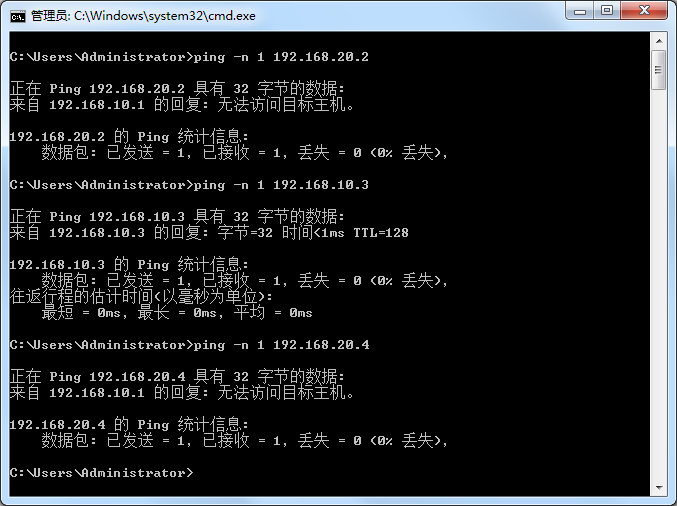 管理员: C:\Windows\system32\cmd.exe
C:\Users\Administrator>ping -n 1 192.168.20.2
正在 Ping 192.168.20.2 具有 32 字节的数据:
来自 192.168.10.1 的回复: 无法访问目标主机。
192.168.20.2 的 Ping 统计信息:
数据包: 已发送 = 1，已接收 = 1，丢失 = 0 (0% 丢失)，
C:\Users\Administrator>ping -n 1 192.168.10.3
正在 Ping 192.168.10.3 具有 32 字节的数据:
来自 192.168.10.3 的回复: 字节=32 时间<1ms TTL=128
192.168.10.3 的 Ping 统计信息:
数据包: 已发送 = 1，已接收 = 1，丢失 = 0 (0% 丢失)，
往返行程的估计时间(以毫秒为单位):
最短 = 0ms，最长 = 0ms，平均 = 0ms
C:\Users\Administrator>ping -n 1 192.168.20.4
正在 Ping 192.168.20.4 具有 32 字节的数据:
来自 192.168.10.1 的回复: 无法访问目标主机。
192.168.20.4 的 Ping 统计信息:
数据包: 已发送 = 1，已接收 = 1，丢失 = 0 (0% 丢失)，
C:\Users\Administrator>